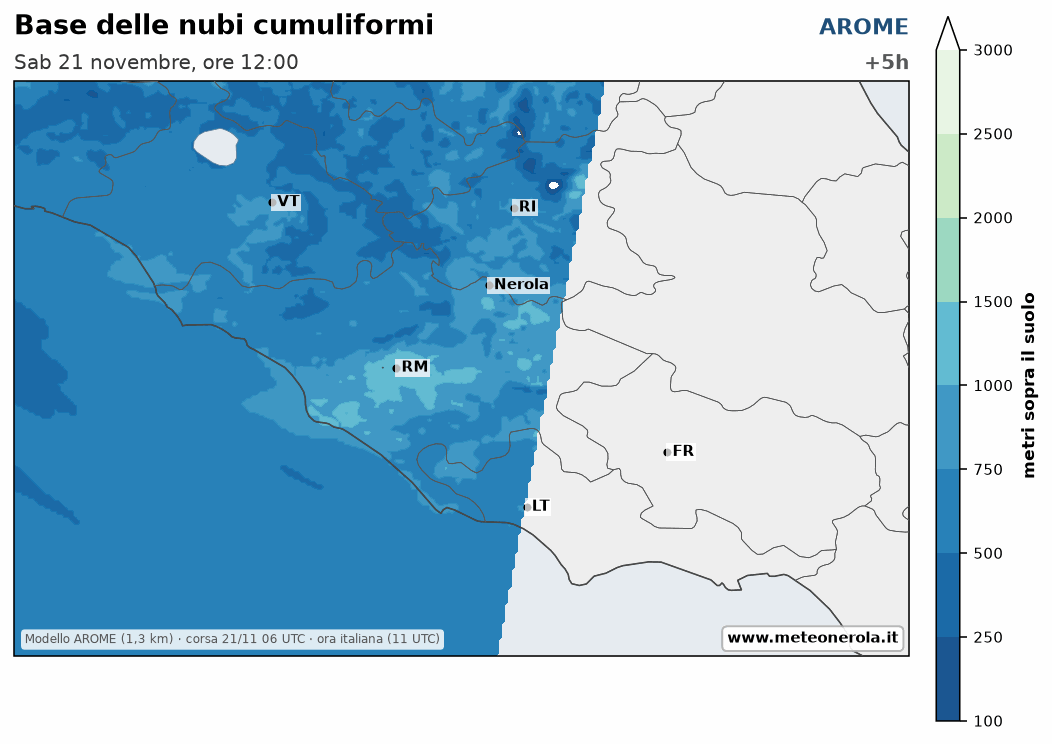 Base delle nubi cumuliformi
AROME
Sab 21 novembre, ore 12:00
+5h
VT
RI
Nerola
RM
FR
LT
Modello AROME (1,3 km) · corsa 21/11 06 UTC · ora italiana (11 UTC)
www.meteonerola.it
3000
2500
2000
1500
1000
750
500
250
100
metri sopra il suolo